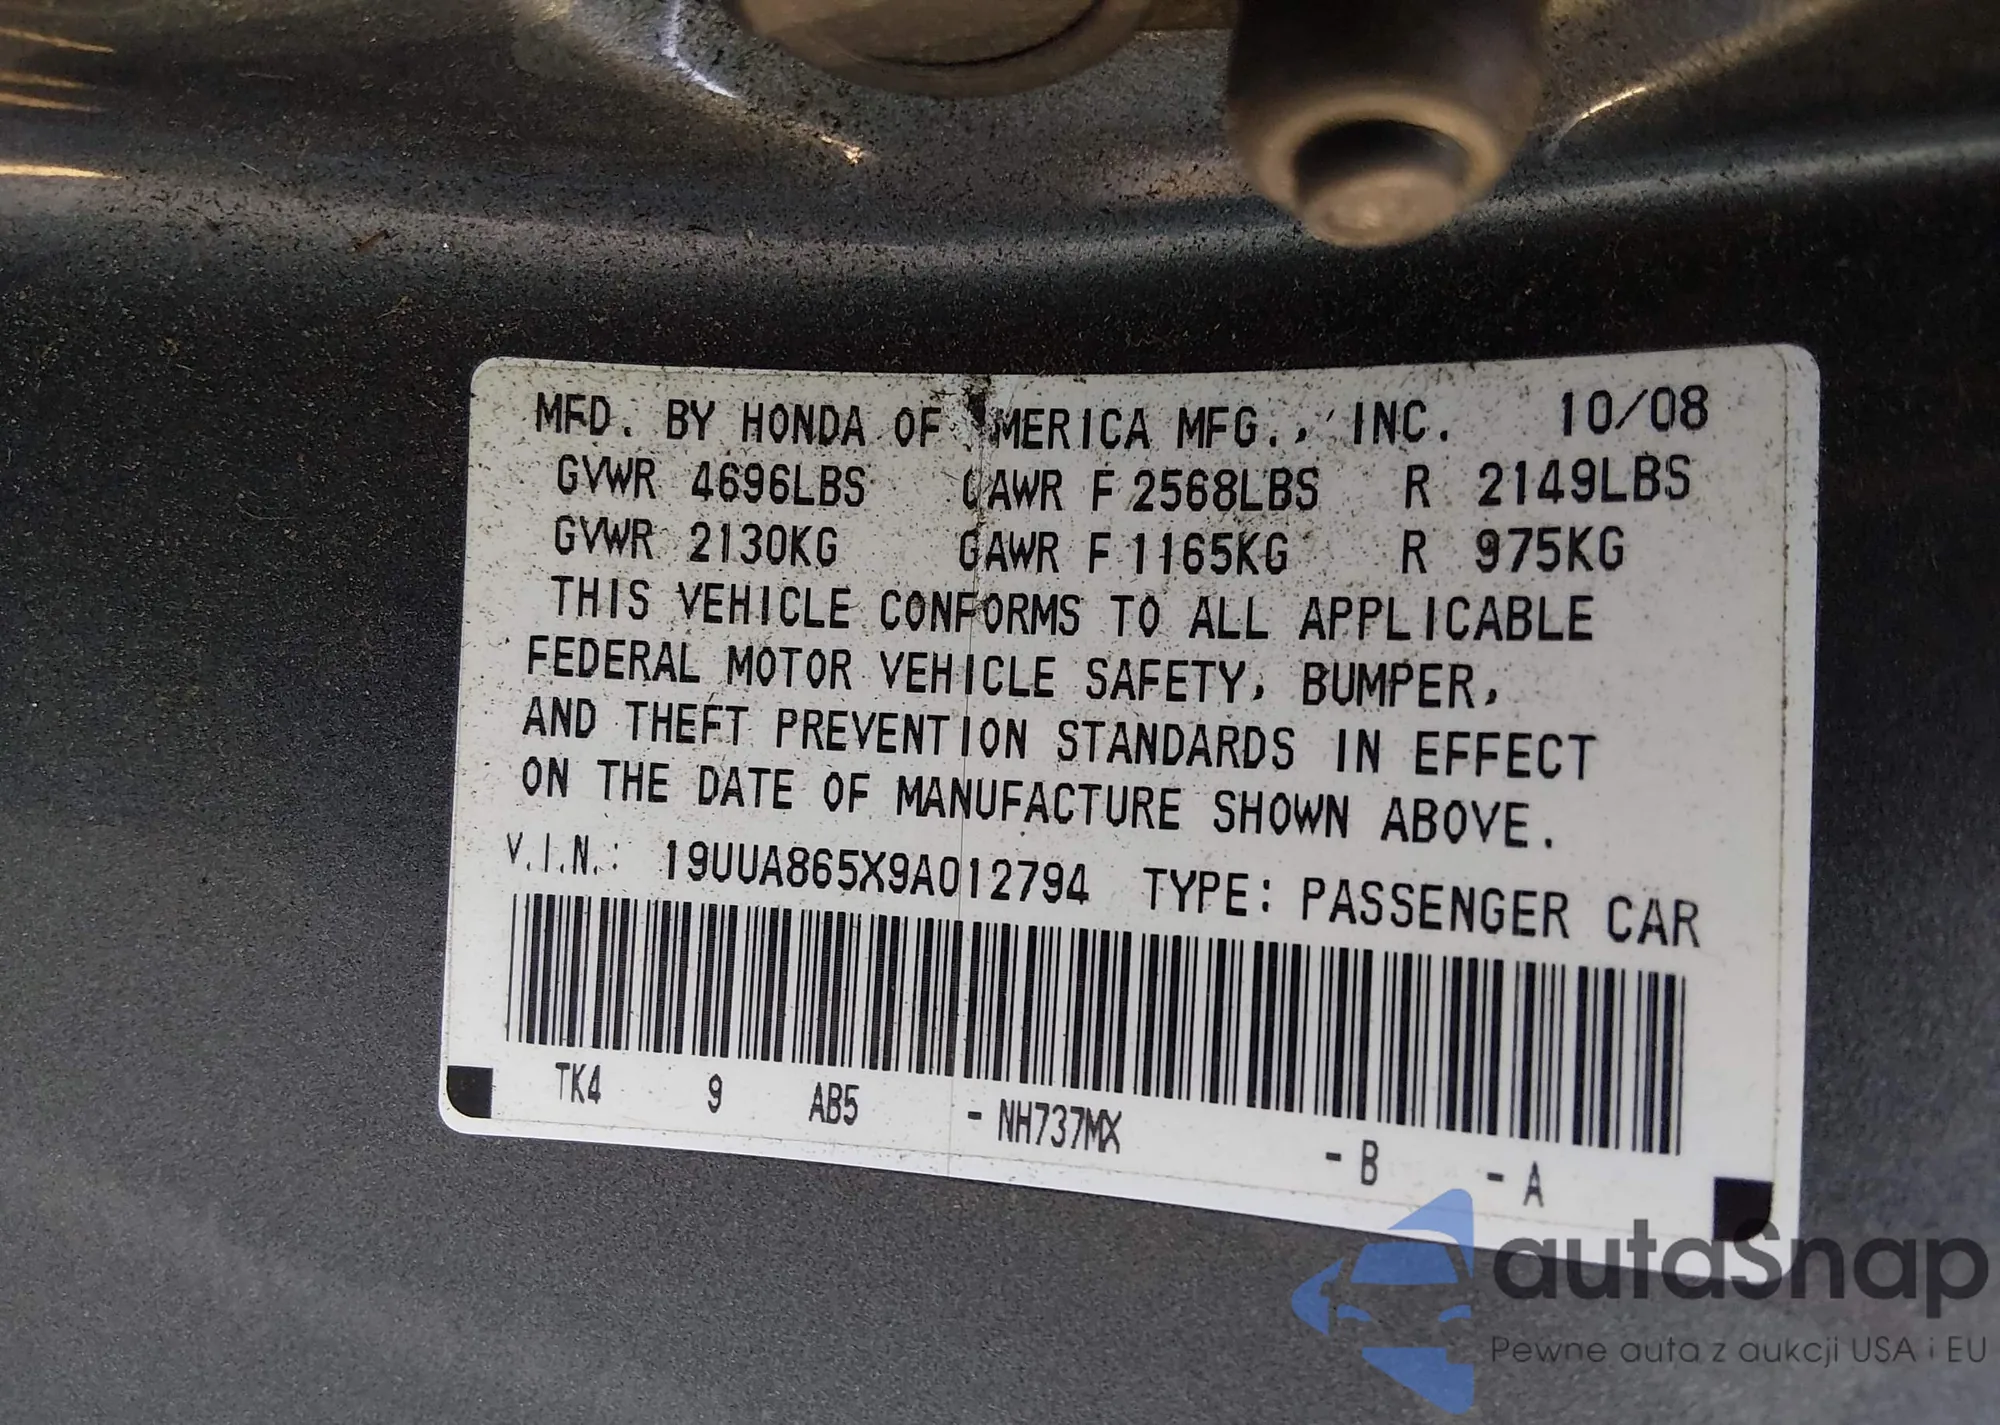 MFD. BY HONDA OF AMERICA MFG., INC. 10/08
GVWR 4696LBS GAWR F 2568LBS R 2149LBS
GVWR 2130KG GAWR F 1165KG R 975KG
THIS VEHICLE CONFORMS TO ALL APPLICABLE
FEDERAL MOTOR VEHICLE SAFETY, BUMPER,
AND THEFT PREVENTION STANDARDS IN EFFECT
ON THE DATE OF MANUFACTURE SHOWN ABOVE.
V.I.N.: 19UUA865X9A012794 TYPE: PASSENGER CAR
TK4 9 AB5 - NH737MX - B - A
autaSnap
Pewne auta z aukcji USA i EU